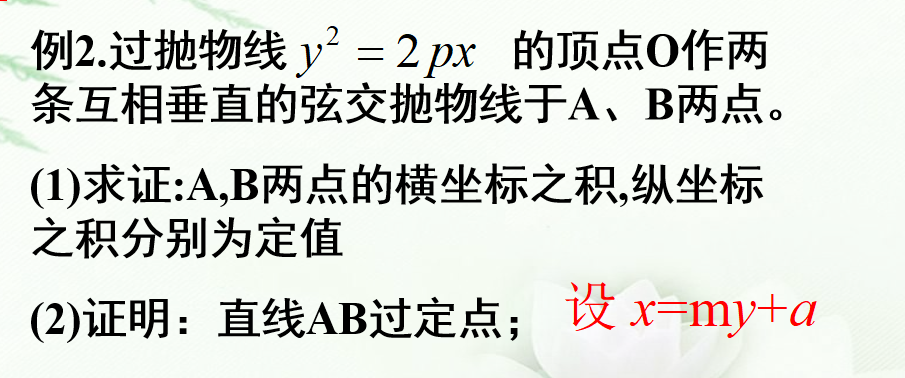 例2.过抛物线 y² = 2px 的顶点O作两
条互相垂直的弦交抛物线于A、B两点。
(1)求证:A,B两点的横坐标之积,纵坐标
之积分别为定值
(2)证明：直线AB过定点； 设 x=my+a